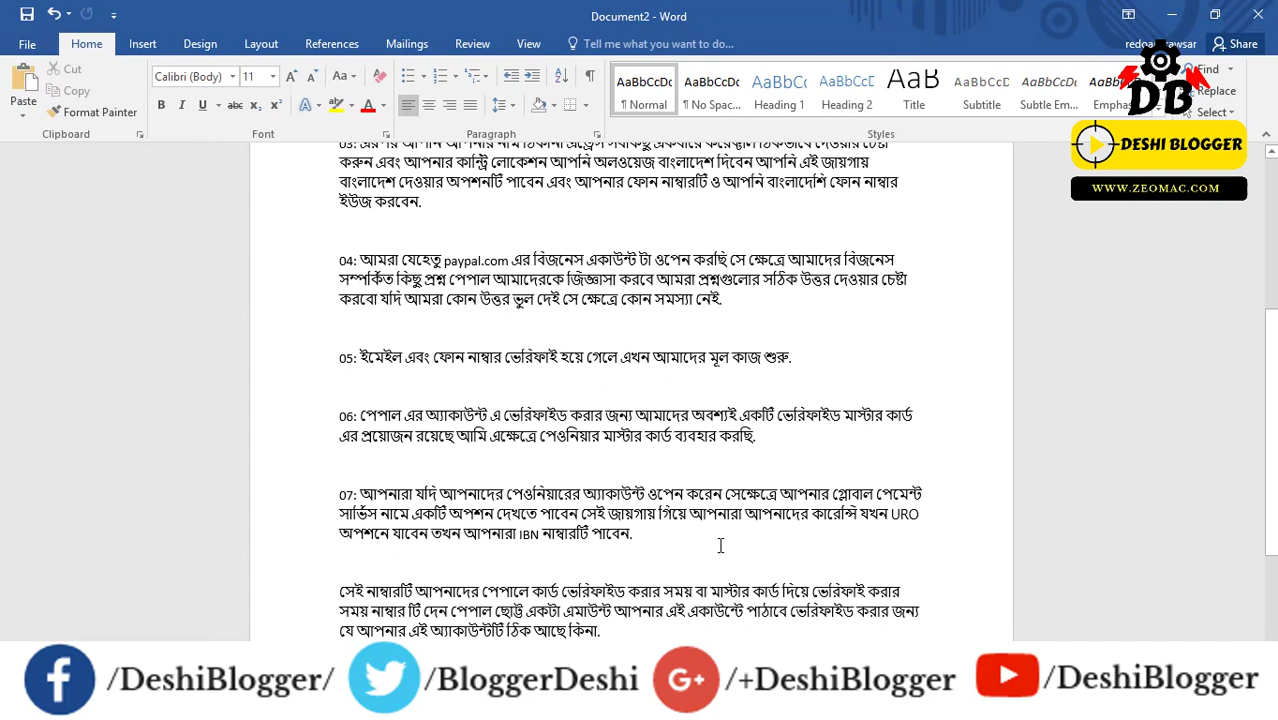 Document2 - Word
File Home Insert Design Layout References Mailings Review View Tell me what you want to do... redoan Share
Paste Cut Copy Format Painter Clipboard
Calibri (Body) 11 Font
Paragraph
AaBbCcDc ¶ Normal
AaBbCcDc ¶ No Spac...
AaBbCc Heading 1
AaBbCcD Heading 2
AaB Title
AaBbCcD Subtitle
AaBbCcDc Subtle Em...
Styles
Find
Replace
Select
DB
DESHI BLOGGER
WWW.ZEOMAC.COM
করুন এবং আপনার কান্ট্রি লোকেশন আপনি অলওয়েজ বাংলাদেশ দিবেন আপনি এই জায়গায়
বাংলাদেশ দেওয়ার অপশনটি পাবেন এবং আপনার ফোন নাম্বারটি ও আপনি বাংলাদেশি ফোন নাম্বার
ইউজ করবেন.
04: আমরা যেহেতু paypal.com এর বিজনেস একাউন্ট টা ওপেন করছি সে ক্ষেত্রে আমাদের বিজনেস
সম্পর্কিত কিছু প্রশ্ন পেপাল আমাদেরকে জিজ্ঞাসা করবে আমরা প্রশ্নগুলোর সঠিক উত্তর দেওয়ার চেষ্টা
করবো যদি আমরা কোন উত্তর ভুল দেই সে ক্ষেত্রে কোন সমস্যা নেই.
05: ইমেইল এবং ফোন নাম্বার ভেরিফাই হয়ে গেলে এখন আমাদের মূল কাজ শুরু.
06: পেপাল এর অ্যাকাউন্ট এ ভেরিফাইড করার জন্য আমাদের অবশ্যই একটি ভেরিফাইড মাস্টার কার্ড
এর প্রয়োজন রয়েছে আমি এক্ষেত্রে পেওনিয়ার মাস্টার কার্ড ব্যবহার করছি.
07: আপনারা যদি আপনাদের পেওনিয়ারের অ্যাকাউন্ট ওপেন করেন সেক্ষেত্রে আপনার গ্লোবাল পেমেন্ট
সার্ভিস নামে একটি অপশন দেখতে পাবেন সেই জায়গায় গিয়ে আপনারা আপনাদের কারেন্সি যখন URO
অপশনে যাবেন তখন আপনারা IBN নাম্বারটি পাবেন.
সেই নাম্বারটি আপনাদের পেপালে কার্ড ভেরিফাইড করার সময় বা মাস্টার কার্ড দিয়ে ভেরিফাই করার
সময় নাম্বার টি দেন পেপাল ছোট্ট একটা এমাউন্ট আপনার এই একাউন্টে পাঠাবে ভেরিফাইড করার জন্য
যে আপনার এই অ্যাকাউন্টটি ঠিক আছে কিনা.
/DeshiBlogger/ /BloggerDeshi /+DeshiBlogger /DeshiBlogger